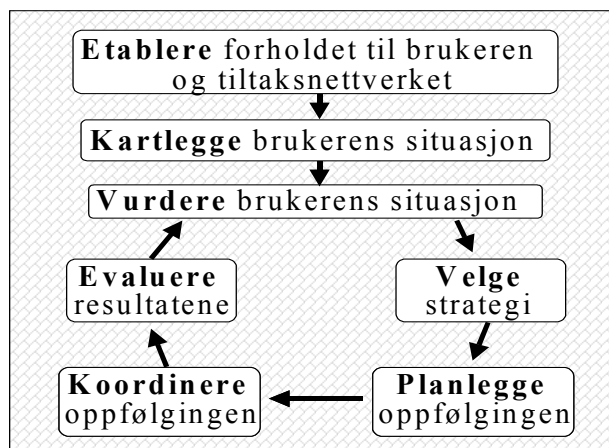 Etablere forholdet til brukeren
og tiltaksnettverket
Kartlegge brukerens situasjon
Vurdere brukerens situasjon
Evaluere
resultatene
Velge
strategi
Koordinere
oppfølgingen
Planlegge
oppfølgingen